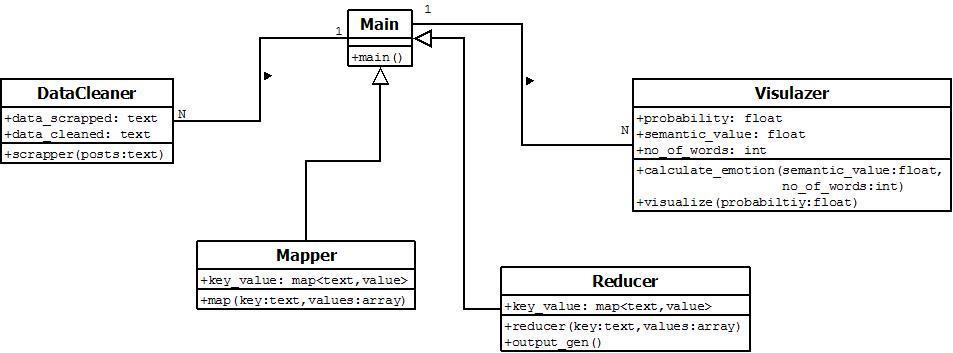 Main
+main()
1
1
DataCleaner
+data_scrapped: text
+data_cleaned: text
+scrapper(posts:text)
N
Visulazer
+probability: float
+semantic_value: float
+no_of_words: int
+calculate_emotion(semantic_value:float,
no_of_words:int)
+visualize(probabiltiy:float)
N
Mapper
+key_value: map<text,value>
+map(key:text,values:array)
Reducer
+key_value: map<text,value>
+reducer(key:text,values:array)
+output_gen()